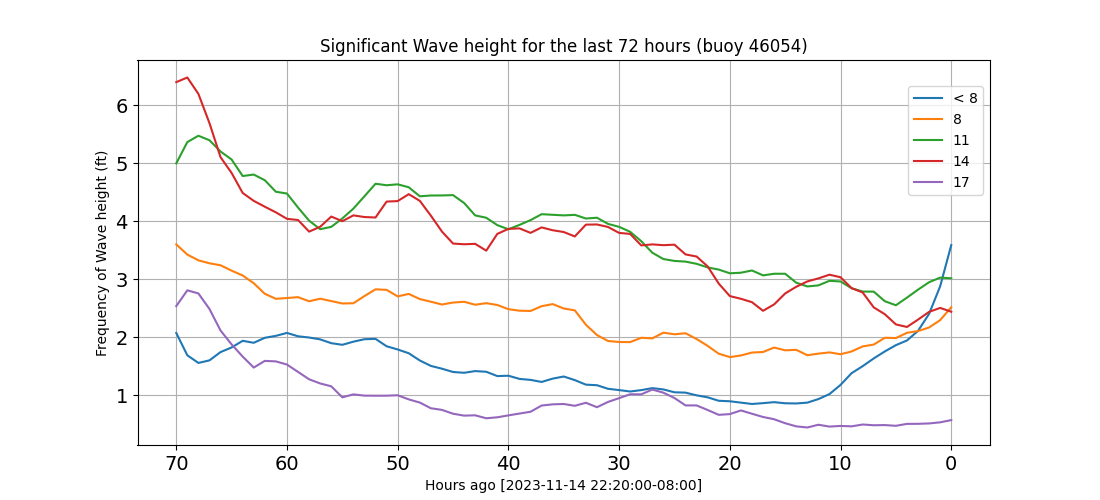 Significant Wave height for the last 72 hours (buoy 46054)
Frequency of Wave height (ft)
6
5
4
3
2
1
< 8
8
11
14
17
70 60 50 40 30 20 10 0
Hours ago [2023-11-14 22:20:00-08:00]